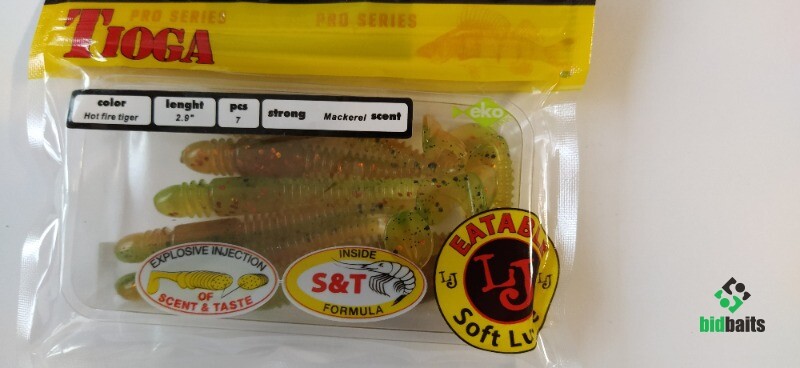 PRO SERIES
PRO SERIES
TIOGA
color
Hot fire tiger
lenght
2.9"
pcs
7
strong Mackerel scent
eko
EXPLOSIVE INJECTION
OF
SCENT & TASTE
INSIDE
S&T
FORMULA
EATABLE
LJ LJ LJ
Soft
bidbaits